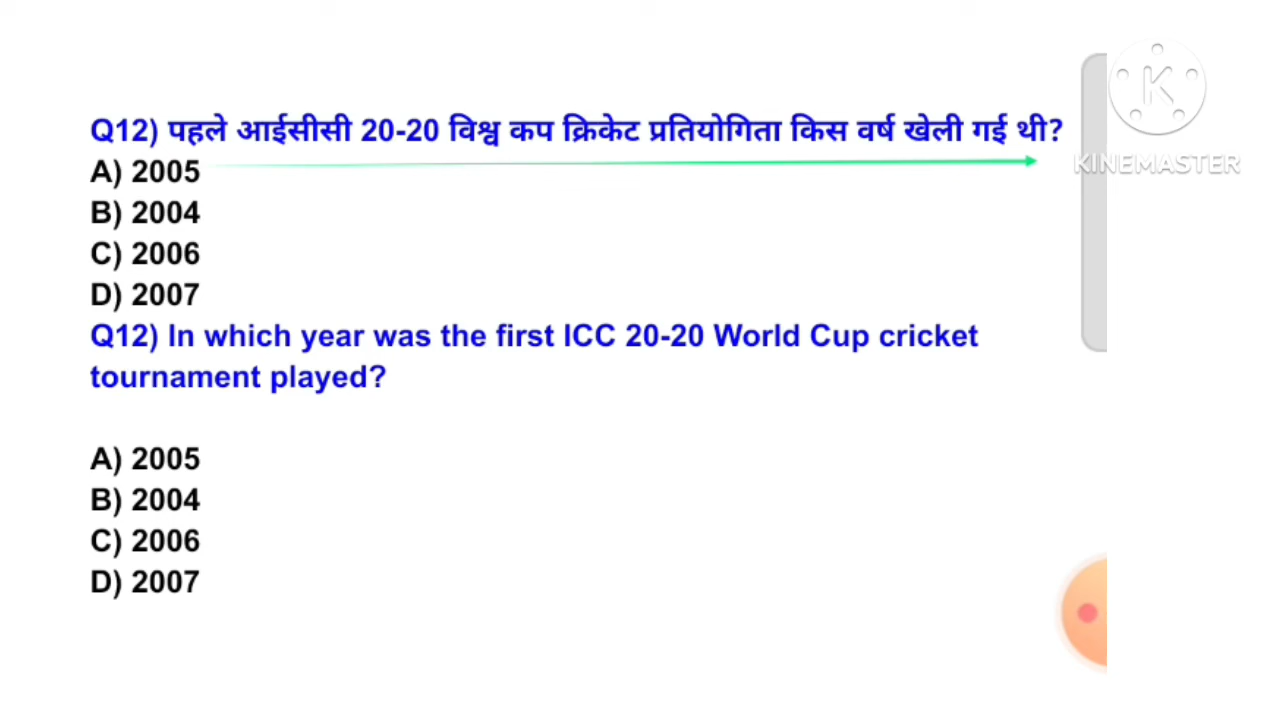 Q12) पहले आईसीसी 20-20 विश्व कप क्रिकेट प्रतियोगिता किस वर्ष खेली गई थी?
A) 2005
B) 2004
C) 2006
D) 2007
Q12) In which year was the first ICC 20-20 World Cup cricket
tournament played?
A) 2005
B) 2004
C) 2006
D) 2007
K
KINEMASTER